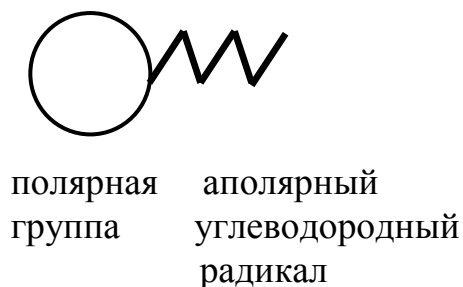 полярная аполярный
группа углеводородный
радикал